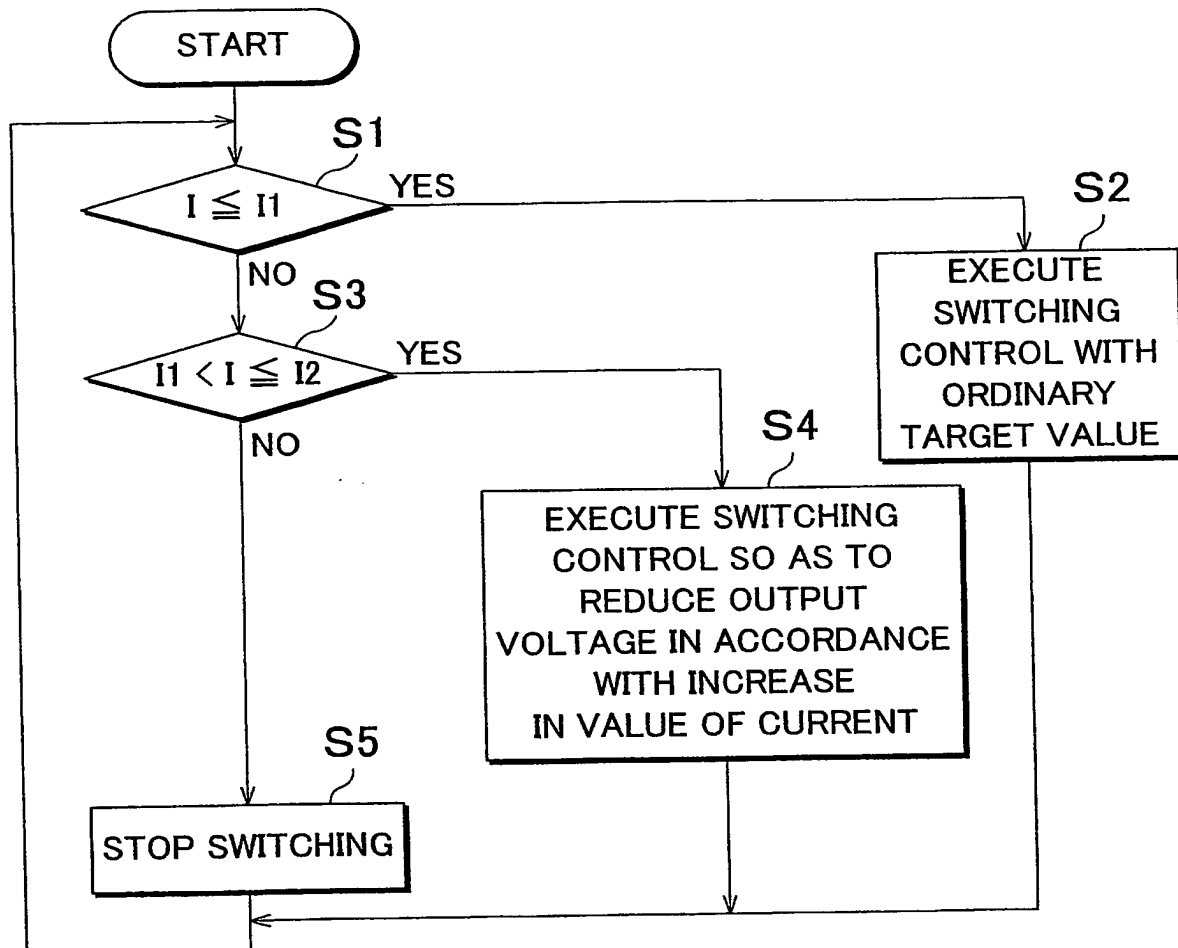 START
S1
I ≦ I1
YES
S2
EXECUTE
SWITCHING
CONTROL WITH
ORDINARY
TARGET VALUE
NO
S3
I1 < I ≦ I2
YES
S4
EXECUTE SWITCHING
CONTROL SO AS TO
REDUCE OUTPUT
VOLTAGE IN ACCORDANCE
WITH INCREASE
IN VALUE OF CURRENT
NO
S5
STOP SWITCHING